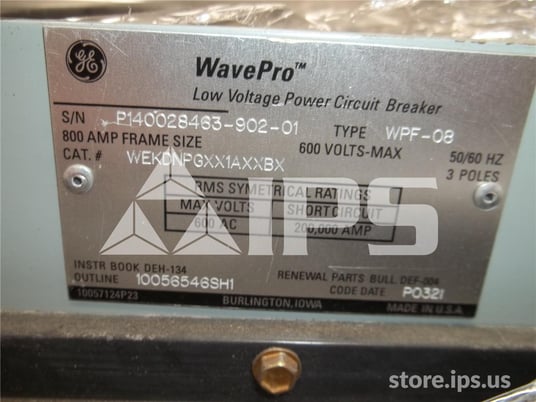 GE
WavePro™
Low Voltage Power Circuit Breaker
S/N P140028463-902-01 TYPE WPF-08
800 AMP FRAME SIZE 600 VOLTS-MAX 50/60 HZ
CAT. # WEKDNPGXX1AXXBX 3 POLES
RMS SYMETRICAL RATINGS
MAX VOLTS SHORT CIRCUIT
600 AC 200,000 AMP
IPS
INSTR BOOK DEH-134 RENEWAL PARTS BULL. DEF-004
OUTLINE 10056546SH1 CODE DATE P0321
10057124P23 BURLINGTON, IOWA MADE IN U.S.A.
store.ips.us